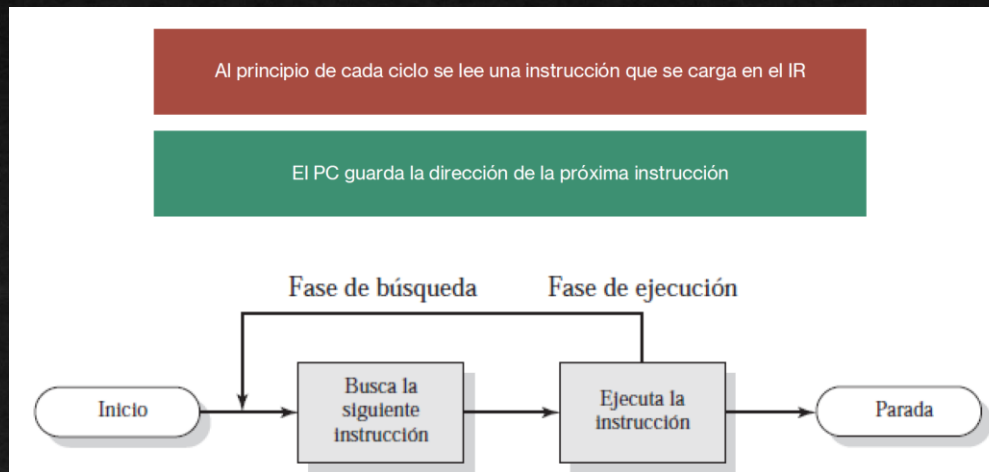 Al principio de cada ciclo se lee una instrucción que se carga en el IR
El PC guarda la dirección de la próxima instrucción
Fase de búsqueda
Fase de ejecución
Inicio
Busca la
siguiente
instrucción
Ejecuta la
instrucción
Parada